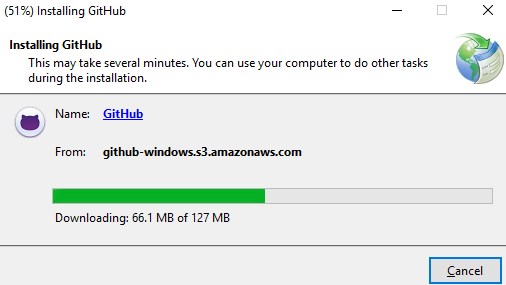 (51%) Installing GitHub
Installing GitHub
This may take several minutes. You can use your computer to do other tasks
during the installation.
Name: GitHub
From: github-windows.s3.amazonaws.com
Downloading: 66.1 MB of 127 MB
Cancel